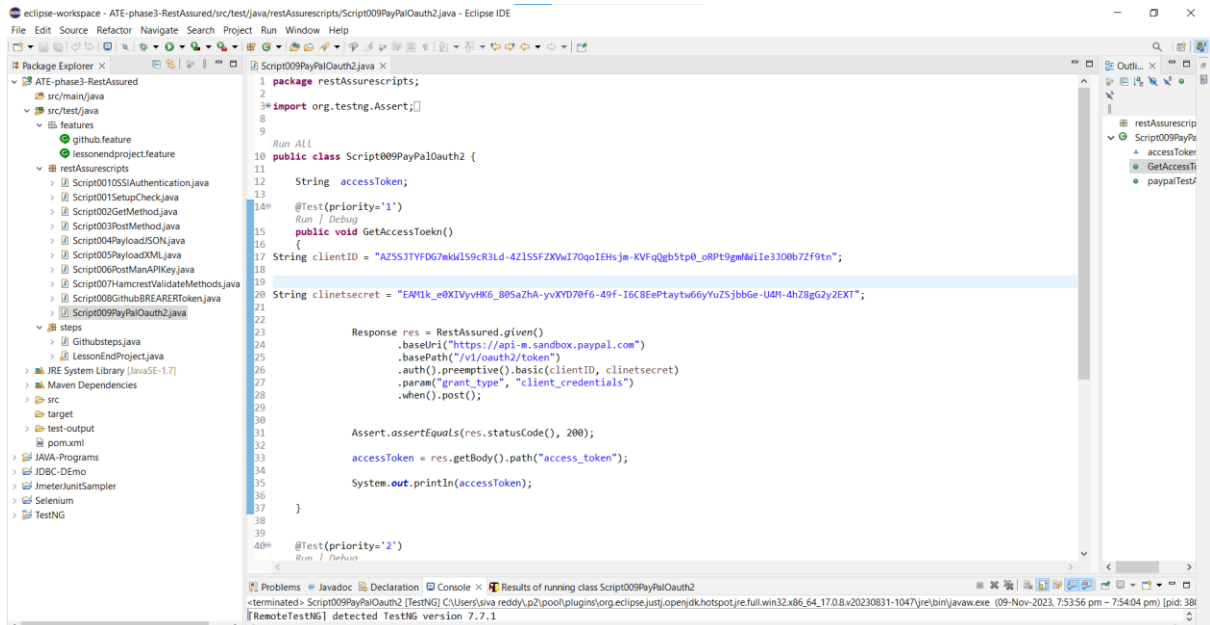 eclipse-workspace - ATE-phase3-RestAssured/src/test/java/restAssurescripts/Script009PayPalOauth2.java - Eclipse IDE
File Edit Source Refactor Navigate Search Project Run Window Help
Package Explorer
ATE-phase3-RestAssured
src/main/java
src/test/java
features
github.feature
lessonendproject.feature
restAssurescripts
Script0010SSlAuthentication.java
Script001SetupCheck.java
Script002GetMethod.java
Script003PostMethod.java
Script004PayloadJSON.java
Script005PayloadXML.java
Script006PostManAPIKey.java
Script007HamcrestValidateMethods.java
Script008GithubBREARERToken.java
Script009PayPalOauth2.java
steps
Githubsteps.java
LessonEndProject.java
JRE System Library [JavaSE-1.7]
Maven Dependencies
src
target
test-output
pom.xml
JAVA-Programs
JDBC-DEmo
JmeterJunitSampler
Selenium
TestNG
Script009PayPalOauth2.java
1 package restAssurescripts;
2
3 import org.testng.Assert;
8
9
Run All
10 public class Script009PayPalOauth2 {
11
12 String accessToken;
13
14 @Test(priority='1')
Run | Debug
15 public void GetAccessToekn()
16 {
17 String clientID = "AZ5SJTYFDG7mkWlS9cR3Ld-4ZlSSFZXVwI7OqoIEHsjm-KVFqQgb5tp0_oRPt9gmNWiIe3JO0b7Zf9tn";
18
19
20 String clinetsecret = "EAM1k_e0XIVyvHK6_80SaZhA-yvXYD70f6-49f-I6C8EePtaytw66yYuZSjbbGe-U4M-4hZ8gG2y2EXT";
21
22
23 Response res = RestAssured.given()
24 .baseUri("https://api-m.sandbox.paypal.com")
25 .basePath("/v1/oauth2/token")
26 .auth().preemptive().basic(clientID, clinetsecret)
27 .param("grant_type", "client_credentials")
28 .when().post();
29
30
31 Assert.assertEquals(res.statusCode(), 200);
32
33 accessToken = res.getBody().path("access_token");
34
35 System.out.println(accessToken);
36
37 }
38
39
40 @Test(priority='2')
Run | Debug
Outli...
restAssurescrip
Script009PayPa
accessToken
GetAccessTo
paypalTestA
Problems Javadoc Declaration Console Results of running class Script009PayPalOauth2
<terminated> Script009PayPalOauth2 [TestNG] C:\Users\siva reddy\.p2\pool\plugins\org.eclipse.justj.openjdk.hotspot.jre.full.win32.x86_64_17.0.8.v20230831-1047\jre\bin\javaw.exe (09-Nov-2023, 7:53:56 pm – 7:54:04 pm) [pid: 380
[RemoteTestNG] detected TestNG version 7.7.1